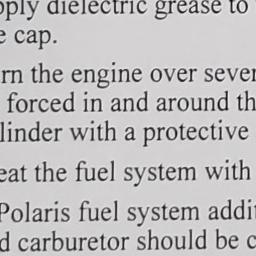 pply dielectric grease to
e cap.
rn the engine over sever
forced in and around th
linder with a protective
eat the fuel system with
Polaris fuel system addi
d carburetor should be c